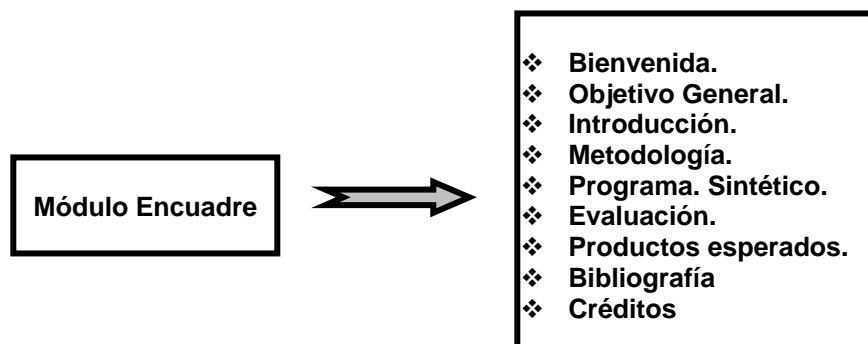 Módulo Encuadre
❖ Bienvenida.
❖ Objetivo General.
❖ Introducción.
❖ Metodología.
❖ Programa. Sintético.
❖ Evaluación.
❖ Productos esperados.
❖ Bibliografía
❖ Créditos